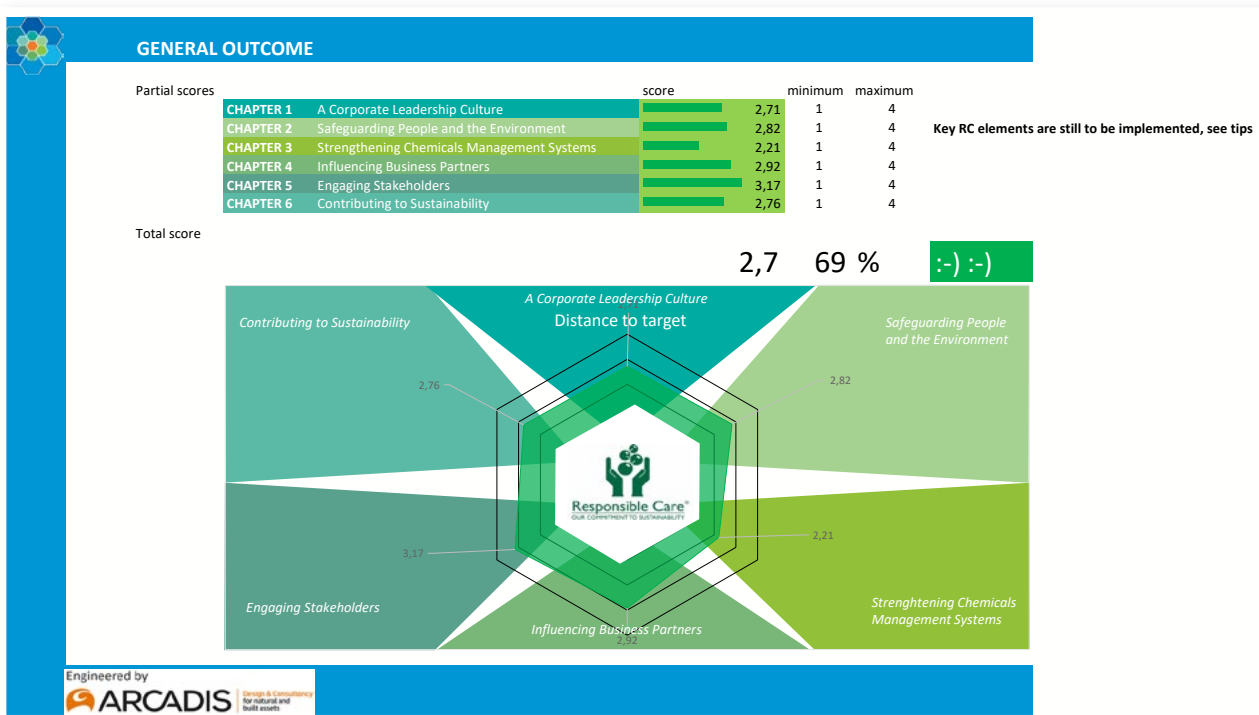 GENERAL OUTCOME
Partial scores score minimum maximum
CHAPTER 1 A Corporate Leadership Culture 2,71 1 4
CHAPTER 2 Safeguarding People and the Environment 2,82 1 4 Key RC elements are still to be implemented, see tips
CHAPTER 3 Strengthening Chemicals Management Systems 2,21 1 4
CHAPTER 4 Influencing Business Partners 2,92 1 4
CHAPTER 5 Engaging Stakeholders 3,17 1 4
CHAPTER 6 Contributing to Sustainability 2,76 1 4
Total score
2,7 69 % :-) :-)
A Corporate Leadership Culture
Distance to target
Contributing to Sustainability
Safeguarding People
and the Environment
2,76
2,82
Responsible Care®
OUR COMMITMENT TO SUSTAINABILITY
2,21
3,17
Engaging Stakeholders
Strenghtening Chemicals
Management Systems
Influencing Business Partners
2,92
Engineered by
ARCADIS
Design & Consultancy
for natural and
built assets